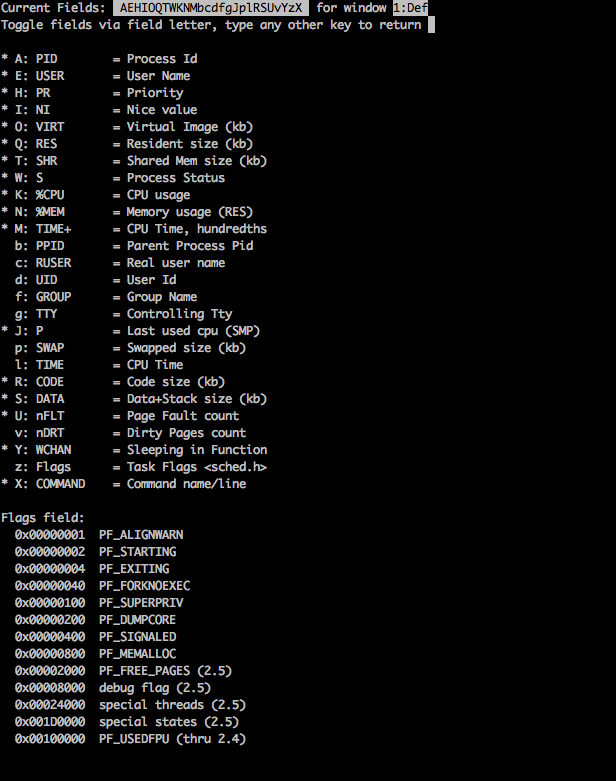 Current Fields:  AEHIOQTWKNMbcdfgJplRSUvYzX  for window 1:Def
Toggle fields via field letter, type any other key to return
* A: PID        = Process Id
* E: USER       = User Name
* H: PR         = Priority
* I: NI         = Nice value
* O: VIRT       = Virtual Image (kb)
* Q: RES        = Resident size (kb)
* T: SHR        = Shared Mem size (kb)
* W: S          = Process Status
* K: %CPU       = CPU usage
* N: %MEM       = Memory usage (RES)
* M: TIME+      = CPU Time, hundredths
  b: PPID       = Parent Process Pid
  c: RUSER      = Real user name
  d: UID        = User Id
  f: GROUP      = Group Name
  g: TTY        = Controlling Tty
* J: P          = Last used cpu (SMP)
  p: SWAP       = Swapped size (kb)
  l: TIME       = CPU Time
* R: CODE       = Code size (kb)
* S: DATA       = Data+Stack size (kb)
* U: nFLT       = Page Fault count
  v: nDRT       = Dirty Pages count
* Y: WCHAN      = Sleeping in Function
  z: Flags      = Task Flags <sched.h>
* X: COMMAND    = Command name/line
Flags field:
  0x00000001  PF_ALIGNWARN
  0x00000002  PF_STARTING
  0x00000004  PF_EXITING
  0x00000040  PF_FORKNOEXEC
  0x00000100  PF_SUPERPRIV
  0x00000200  PF_DUMPCORE
  0x00000400  PF_SIGNALED
  0x00000800  PF_MEMALLOC
  0x00002000  PF_FREE_PAGES (2.5)
  0x00008000  debug flag (2.5)
  0x00024000  special threads (2.5)
  0x001D0000  special states (2.5)
  0x00100000  PF_USEDFPU (thru 2.4)